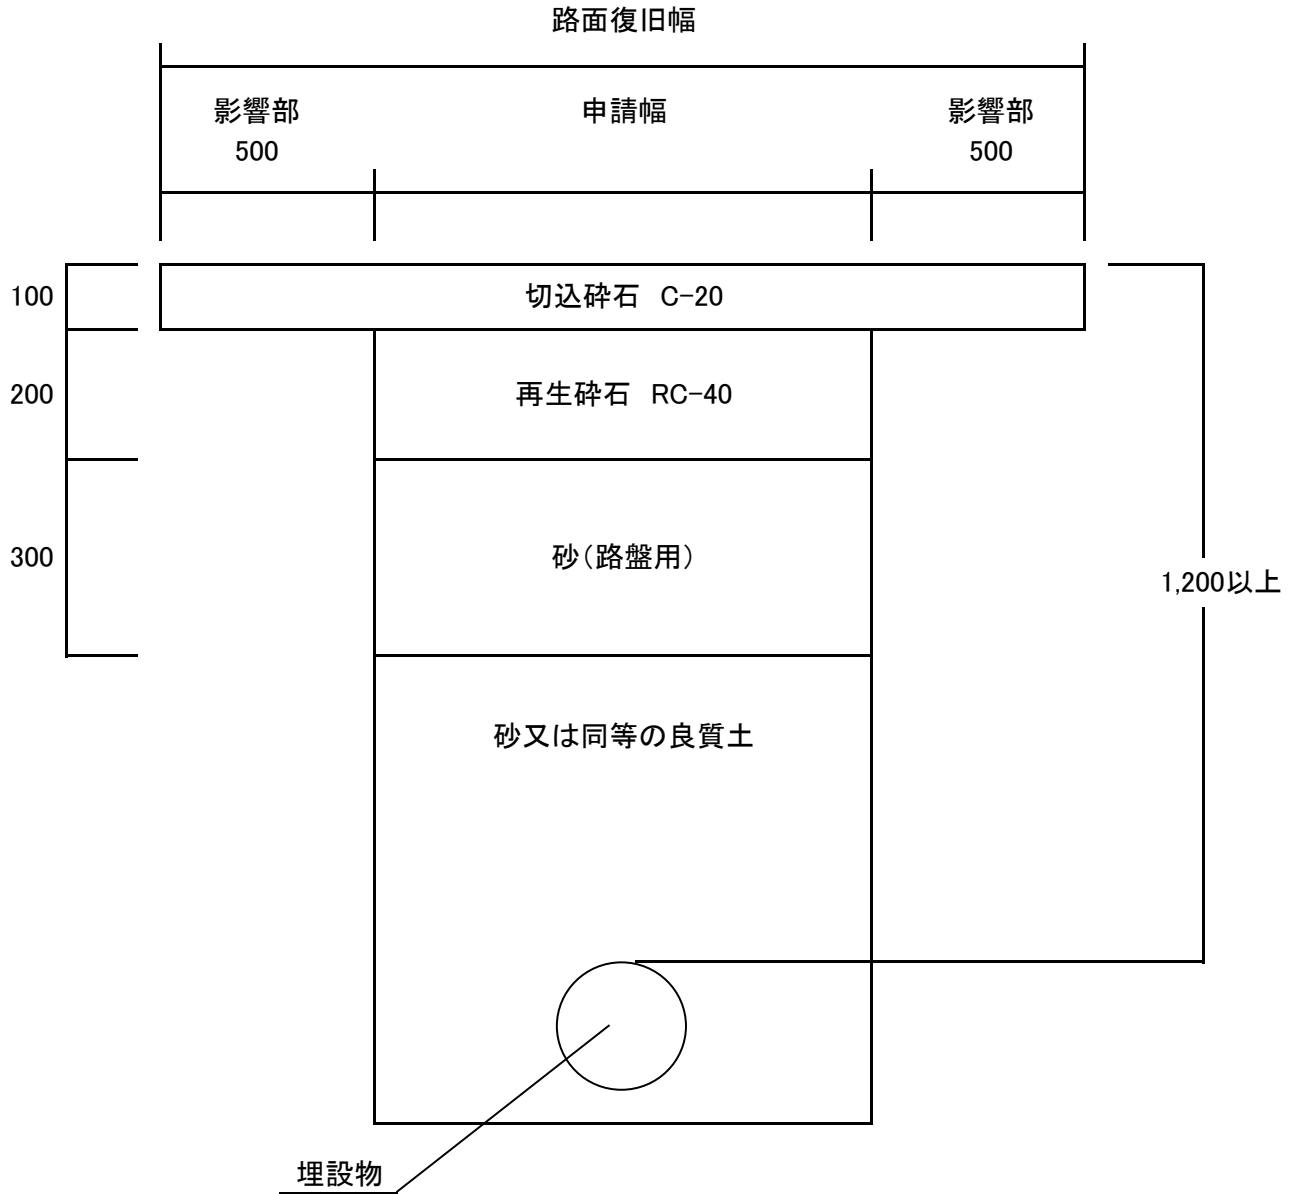 路面復旧幅
影響部 申請幅 影響部
500 500
100 切込砕石 C-20
200 再生砕石 RC-40
300 砂(路盤用)
1,200以上
砂又は同等の良質土
埋設物